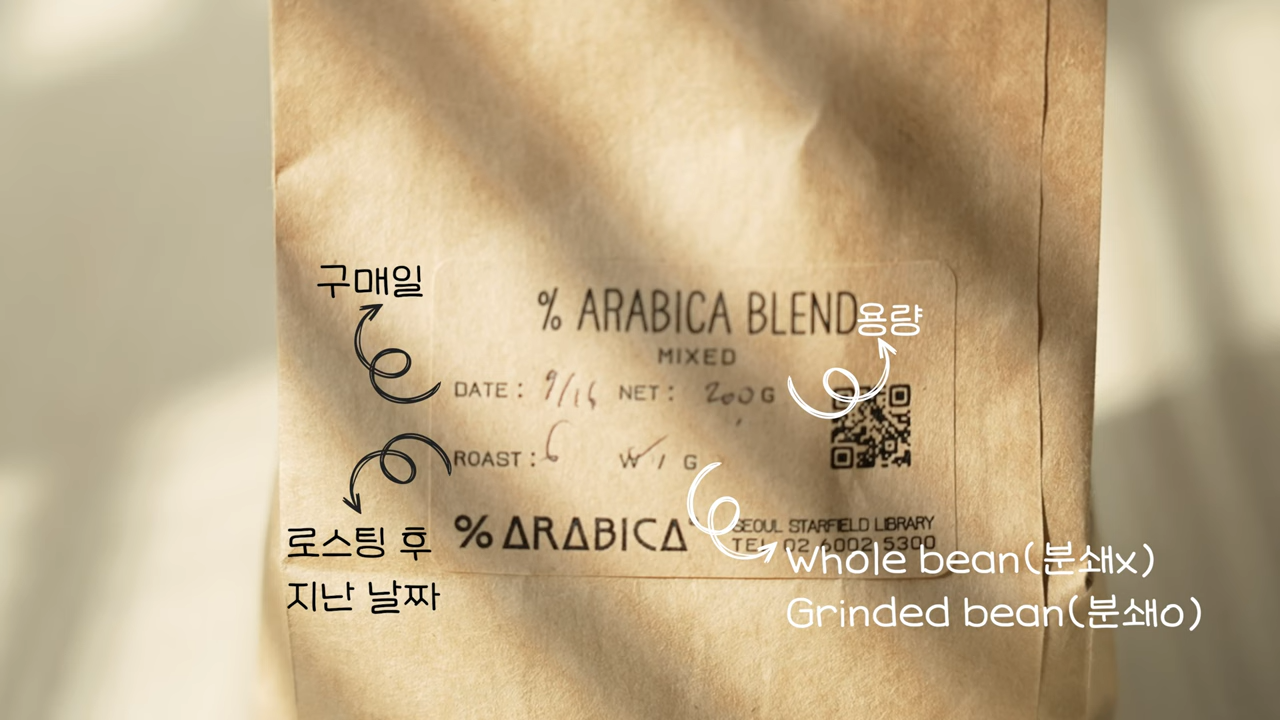 구매일
% ARABICA BLEND
용량
MIXED
DATE : 9/16 NET : 200 G
ROAST : 6 W / G
% ARABICA
SEOUL STARFIELD LIBRARY
TEL 02 6002 5300
로스팅 후
지난 날짜
Whole bean(분쇄x)
Grinded bean(분쇄o)